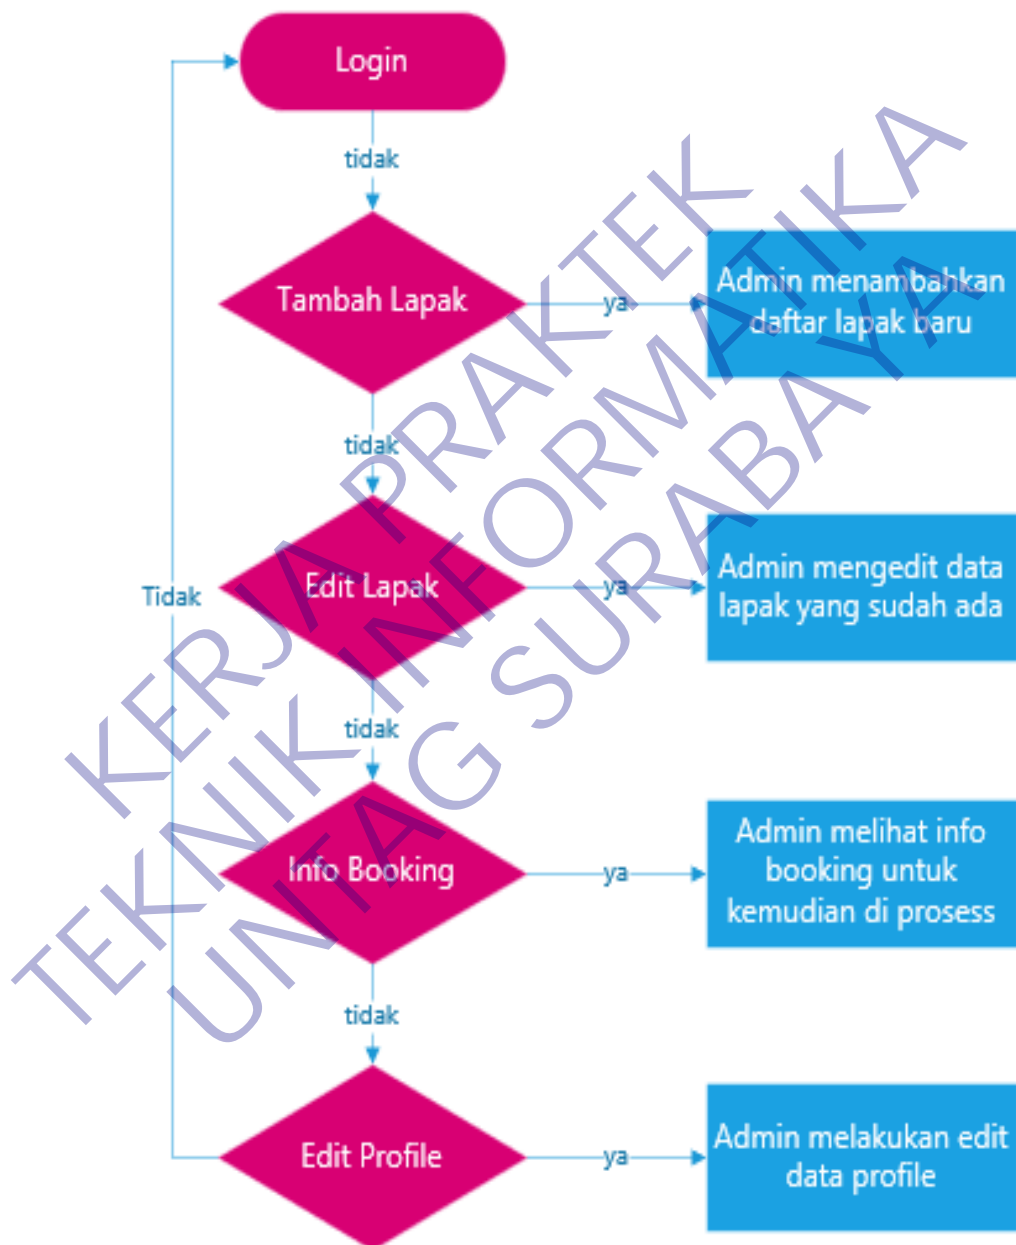 Login
tidak
Tambah Lapak
ya
Admin menambahkan
daftar lapak baru
tidak
Edit Lapak
ya
Admin mengedit data
lapak yang sudah ada
Tidak
tidak
Info Booking
ya
Admin melihat info
booking untuk
kemudian di prosess
tidak
Edit Profile
ya
Admin melakukan edit
data profile
KERJA PRAKTEK
TEKNIK INFORMATIKA
UNTAG SURABAYA